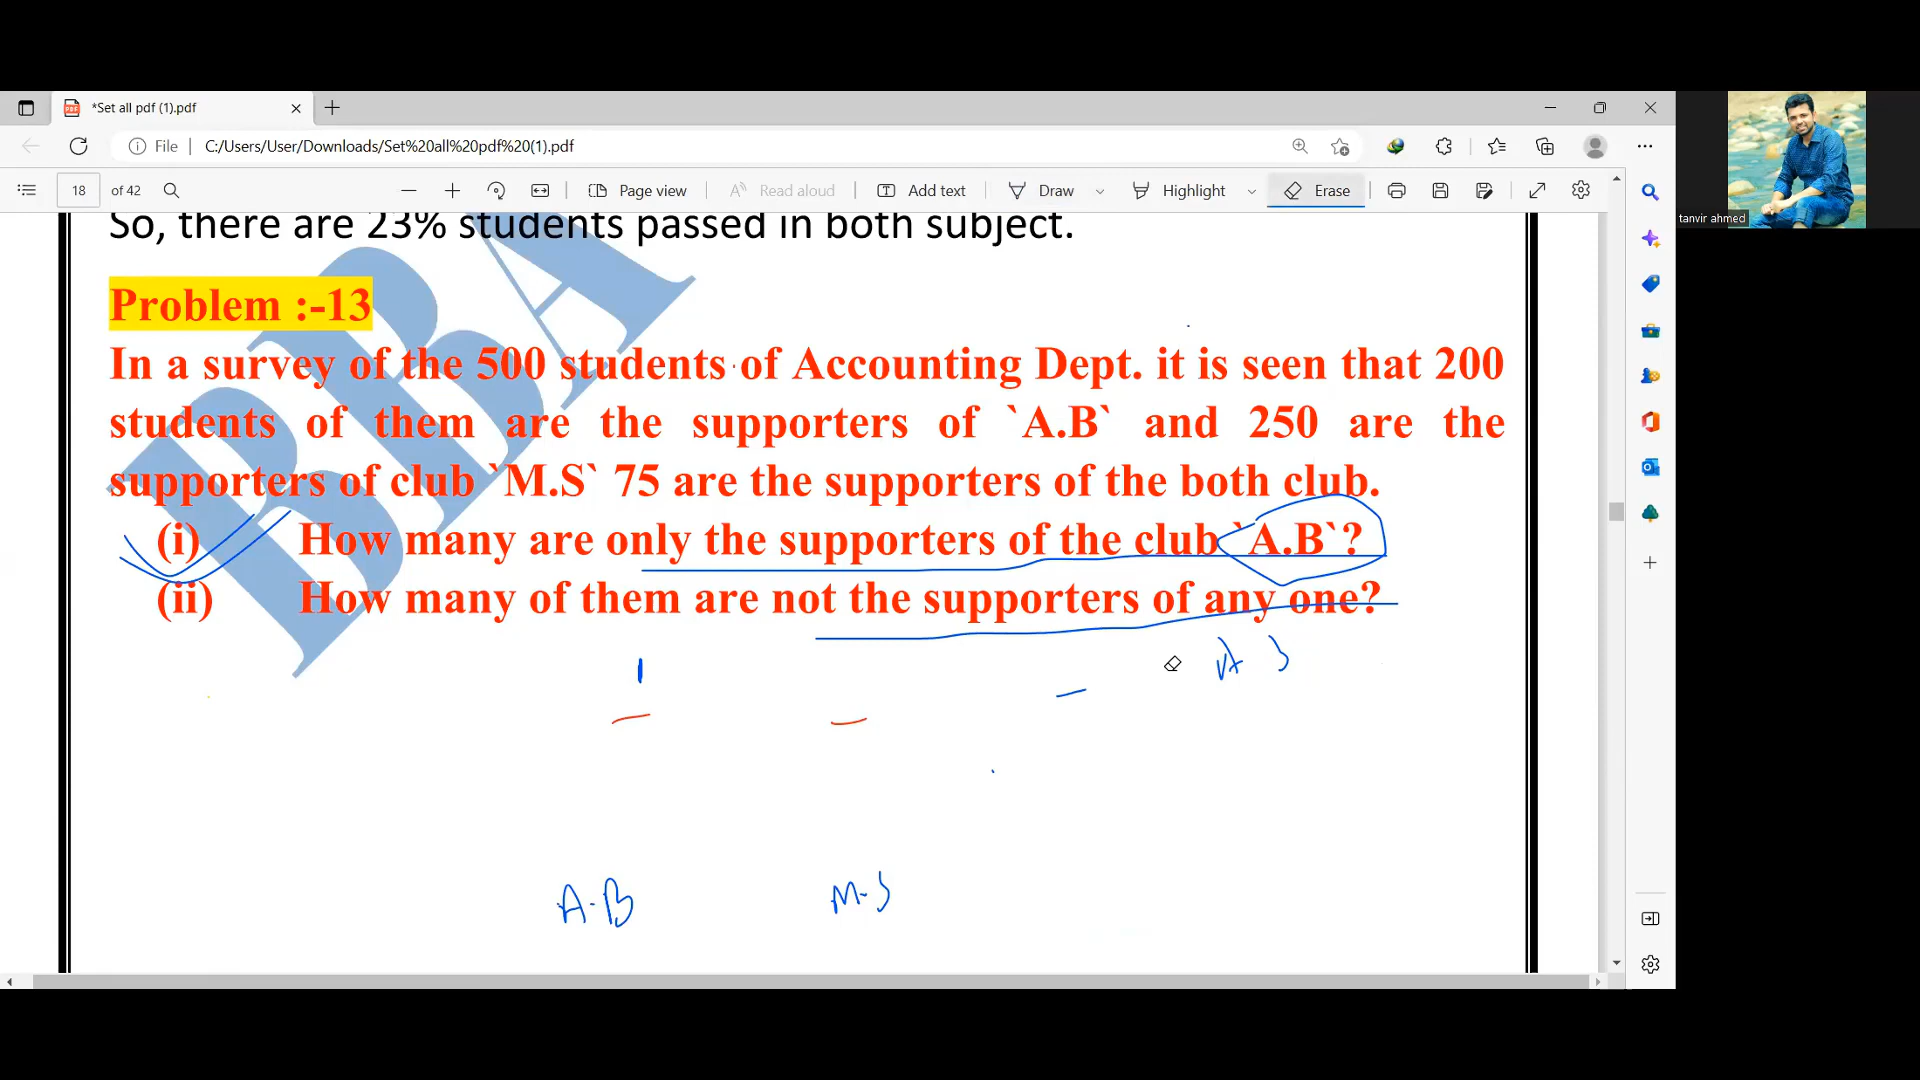 *Set all pdf (1).pdf
File C:/Users/User/Downloads/Set%20all%20pdf%20(1).pdf
18 of 42 Page view Read aloud Add text Draw Highlight Erase
tanvir ahmed
So, there are 23% students passed in both subject.
Problem :-13
In a survey of the 500 students of Accounting Dept. it is seen that 200
students of them are the supporters of `A.B` and 250 are the
supporters of club `M.S` 75 are the supporters of the both club.
(i) How many are only the supporters of the club `A.B`?
(ii) How many of them are not the supporters of any one?
A.B M.S